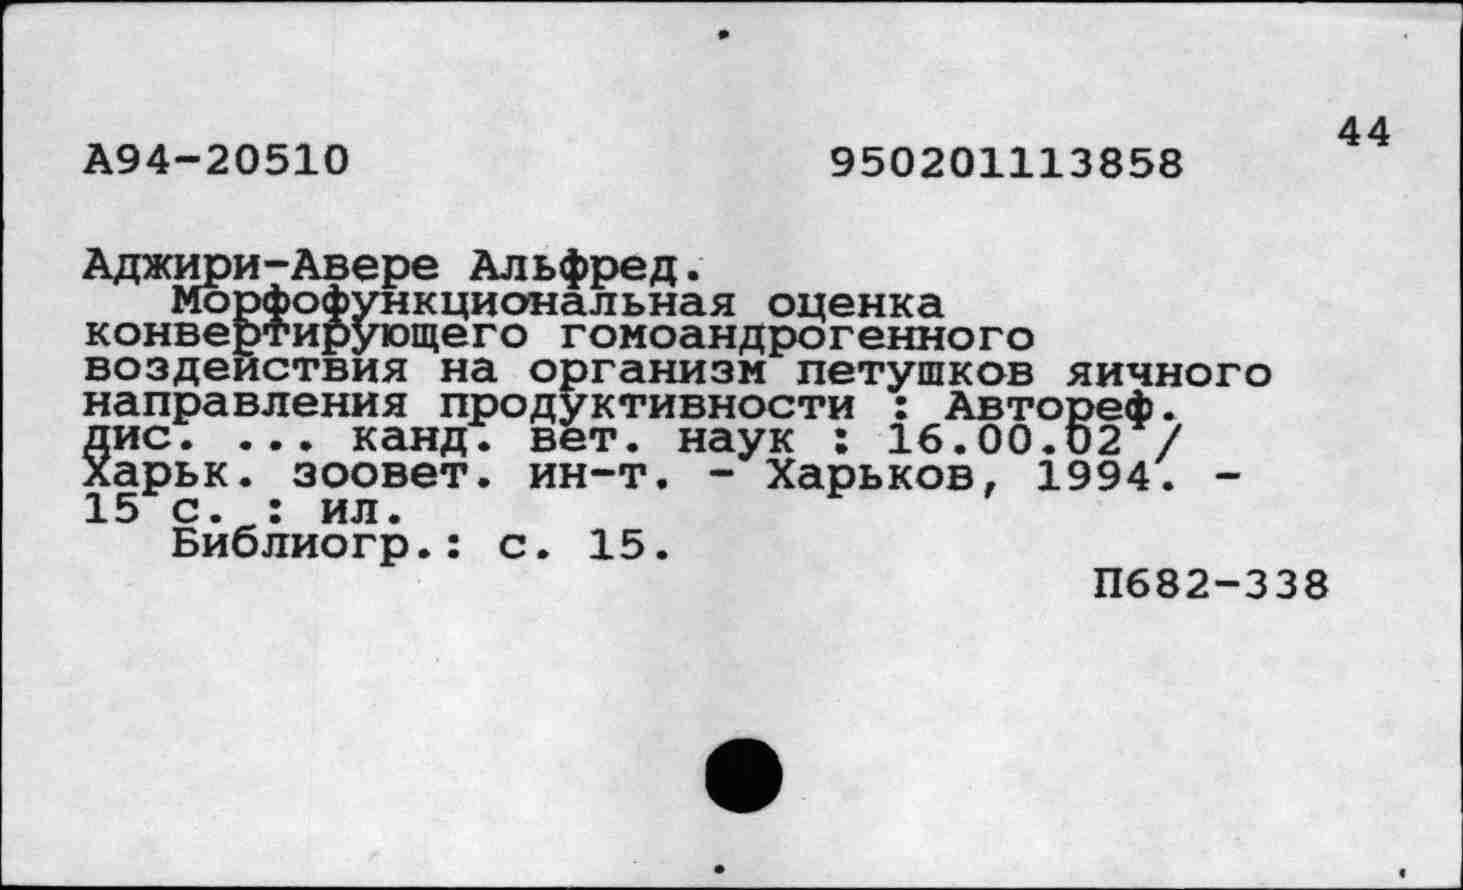 44
А94-20510 950201113858
Аджири-Авере Альфред.
Морфофункциональная оценка
конвертирующего гомоандрогенного
воздействия на организм петушков яичного
направления продуктивности : Автореф.
дис. ... канд. вет. наук : 16.00.02 /
Харьк. зоовет. ин-т. - Харьков, 1994. -
15 с. : ил.
Библиогр.: с. 15.
П682-338